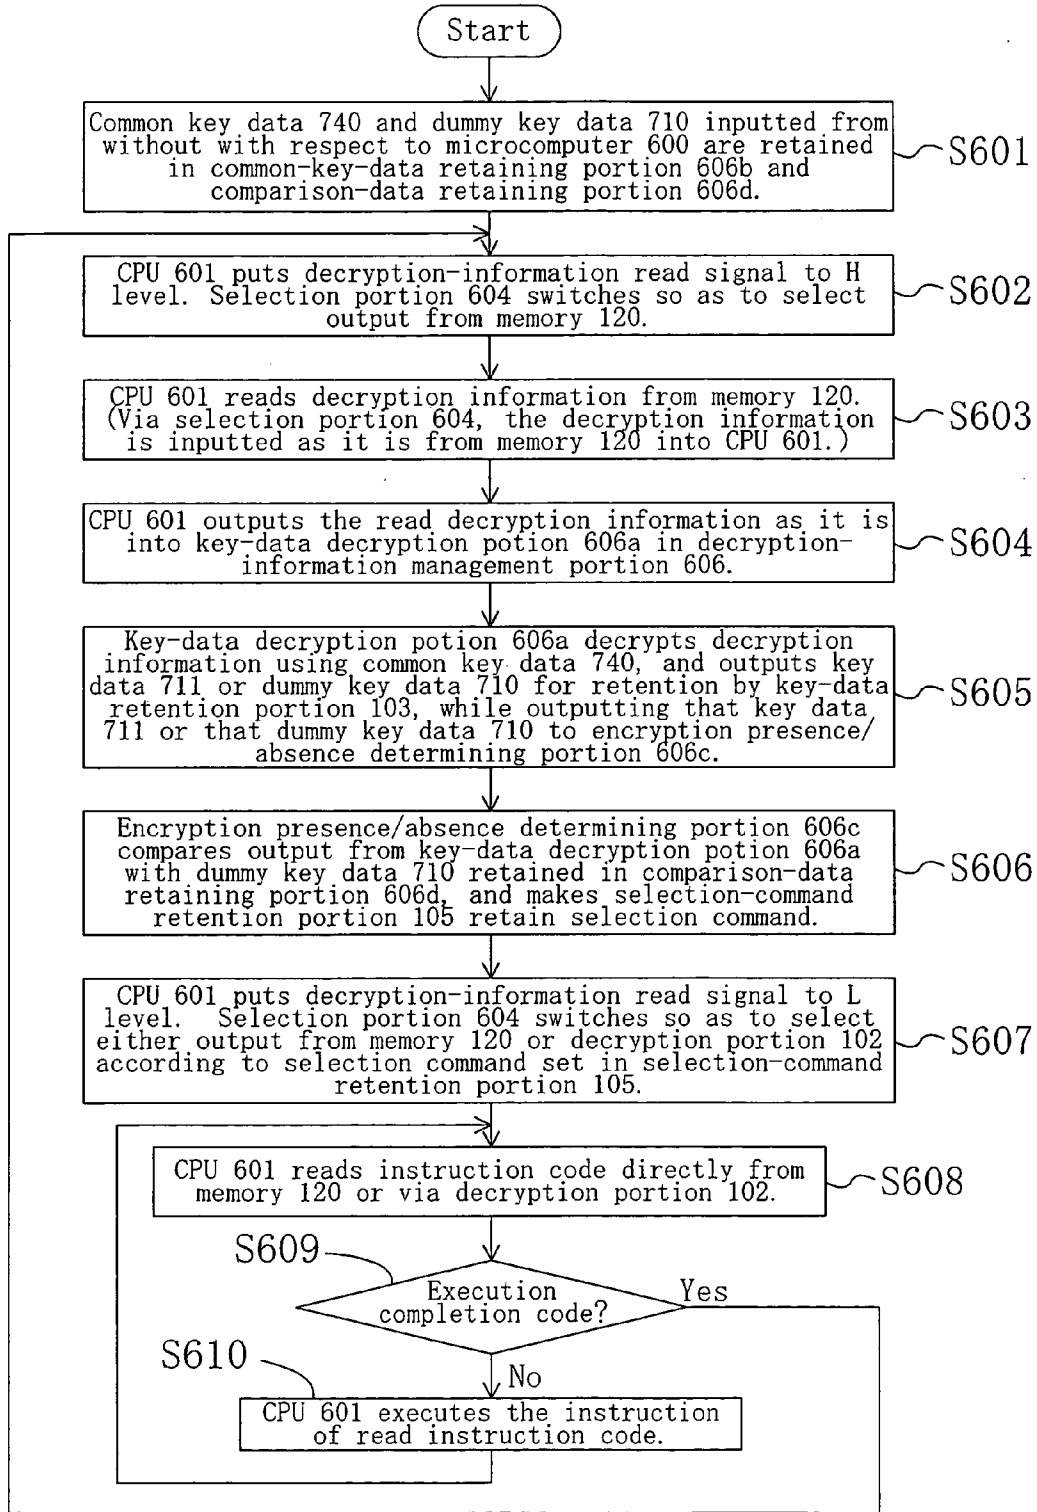 Start
Common key data 740 and dummy key data 710 inputted from
without with respect to microcomputer 600 are retained
in common-key-data retaining portion 606b and
comparison-data retaining portion 606d.
S601
CPU 601 puts decryption-information read signal to H
level. Selection portion 604 switches so as to select
output from memory 120.
S602
CPU 601 reads decryption information from memory 120.
(Via selection portion 604, the decryption information
is inputted as it is from memory 120 into CPU 601.)
S603
CPU 601 outputs the read decryption information as it is
into key-data decryption potion 606a in decryption-
information management portion 606.
S604
Key-data decryption potion 606a decrypts decryption
information using common key data 740, and outputs key
data 711 or dummy key data 710 for retention by key-data
retention portion 103, while outputting that key data
711 or that dummy key data 710 to encryption presence/
absence determining portion 606c.
S605
Encryption presence/absence determining portion 606c
compares output from key-data decryption potion 606a
with dummy key data 710 retained in comparison-data
retaining portion 606d, and makes selection-command
retention portion 105 retain selection command.
S606
CPU 601 puts decryption-information read signal to L
level. Selection portion 604 switches so as to select
either output from memory 120 or decryption portion 102
according to selection command set in selection-command
retention portion 105.
S607
CPU 601 reads instruction code directly from
memory 120 or via decryption portion 102.
S608
S609
Execution
completion code?
Yes
No
S610
CPU 601 executes the instruction
of read instruction code.